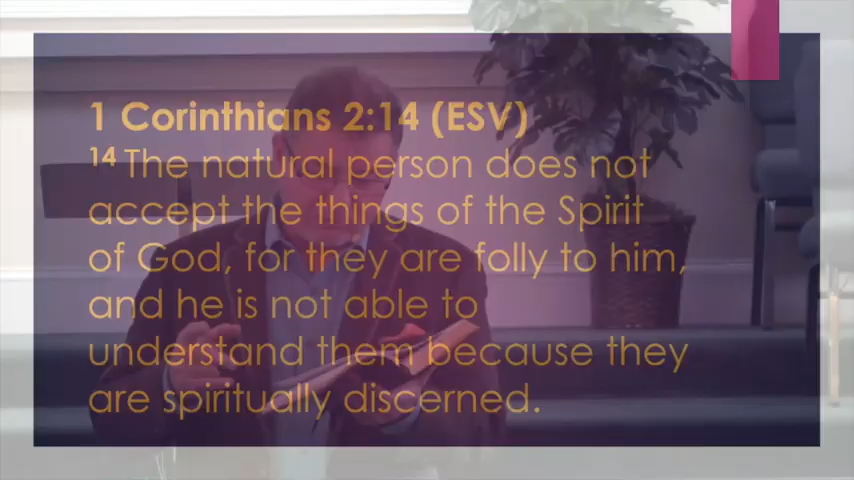 1 Corinthians 2:14 (ESV)
14 The natural person does not
accept the things of the Spirit
of God, for they are folly to him,
and he is not able to
understand them because they
are spiritually discerned.